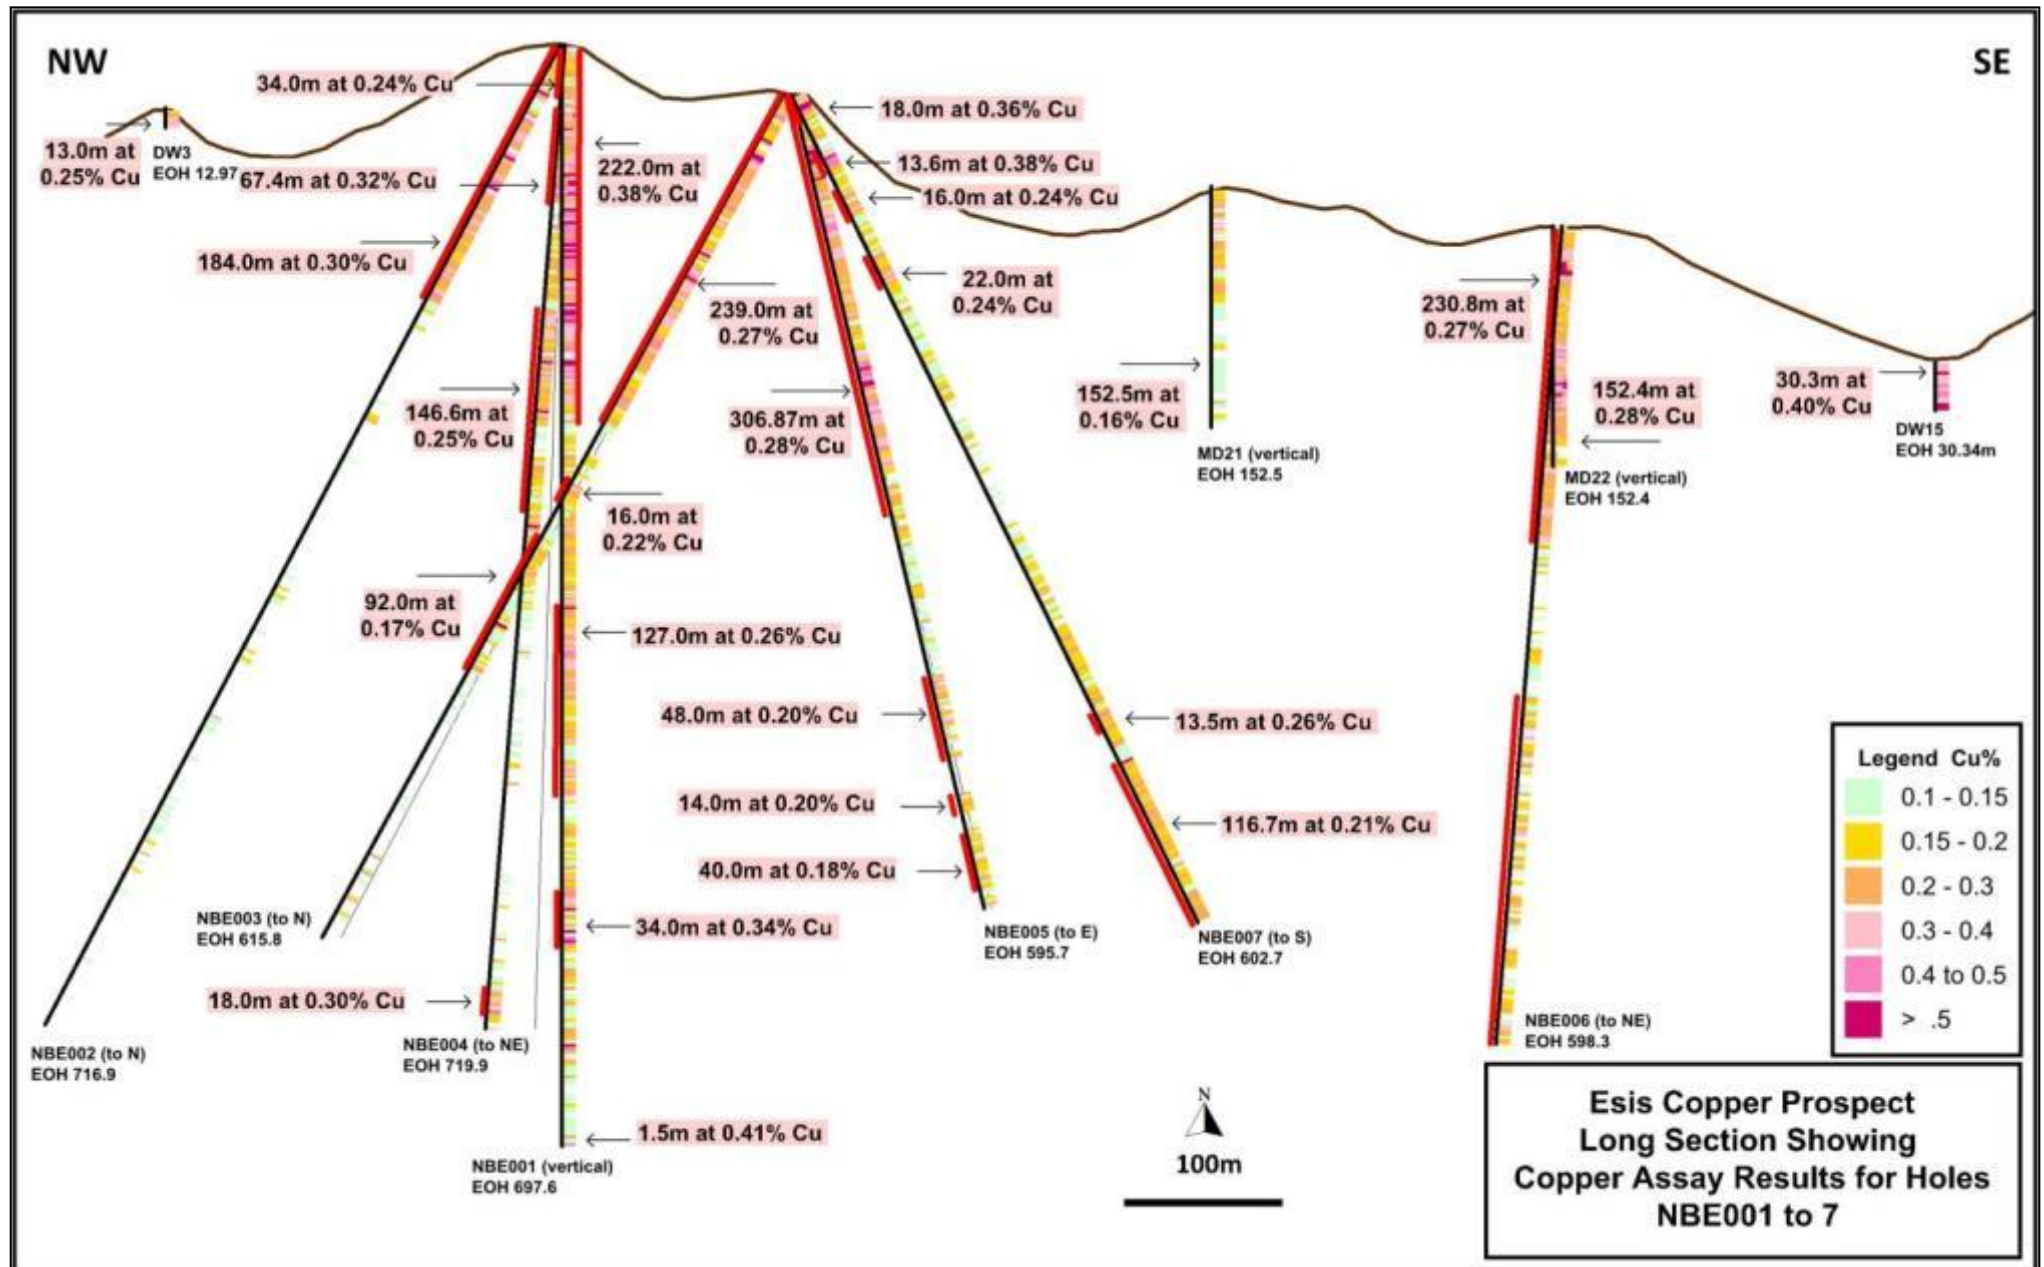 NW
SE
34.0m at 0.24% Cu
18.0m at 0.36% Cu
13.0m at
0.25% Cu
DW3
EOH 12.97
67.4m at 0.32% Cu
222.0m at
0.38% Cu
13.6m at 0.38% Cu
16.0m at 0.24% Cu
184.0m at 0.30% Cu
239.0m at
0.27% Cu
22.0m at
0.24% Cu
230.8m at
0.27% Cu
146.6m at
0.25% Cu
306.87m at
0.28% Cu
152.5m at
0.16% Cu
MD21 (vertical)
EOH 152.5
152.4m at
0.28% Cu
MD22 (vertical)
EOH 152.4
30.3m at
0.40% Cu
DW15
EOH 30.34m
16.0m at
0.22% Cu
92.0m at
0.17% Cu
127.0m at 0.26% Cu
48.0m at 0.20% Cu
13.5m at 0.26% Cu
14.0m at 0.20% Cu
116.7m at 0.21% Cu
40.0m at 0.18% Cu
34.0m at 0.34% Cu
NBE003 (to N)
EOH 615.8
NBE005 (to E)
EOH 595.7
NBE007 (to S)
EOH 602.7
18.0m at 0.30% Cu
NBE002 (to N)
EOH 716.9
NBE004 (to NE)
EOH 719.9
NBE006 (to NE)
EOH 598.3
1.5m at 0.41% Cu
NBE001 (vertical)
EOH 697.6
N
100m
Legend Cu%
0.1 - 0.15
0.15 - 0.2
0.2 - 0.3
0.3 - 0.4
0.4 to 0.5
> .5
Esis Copper Prospect
Long Section Showing
Copper Assay Results for Holes
NBE001 to 7